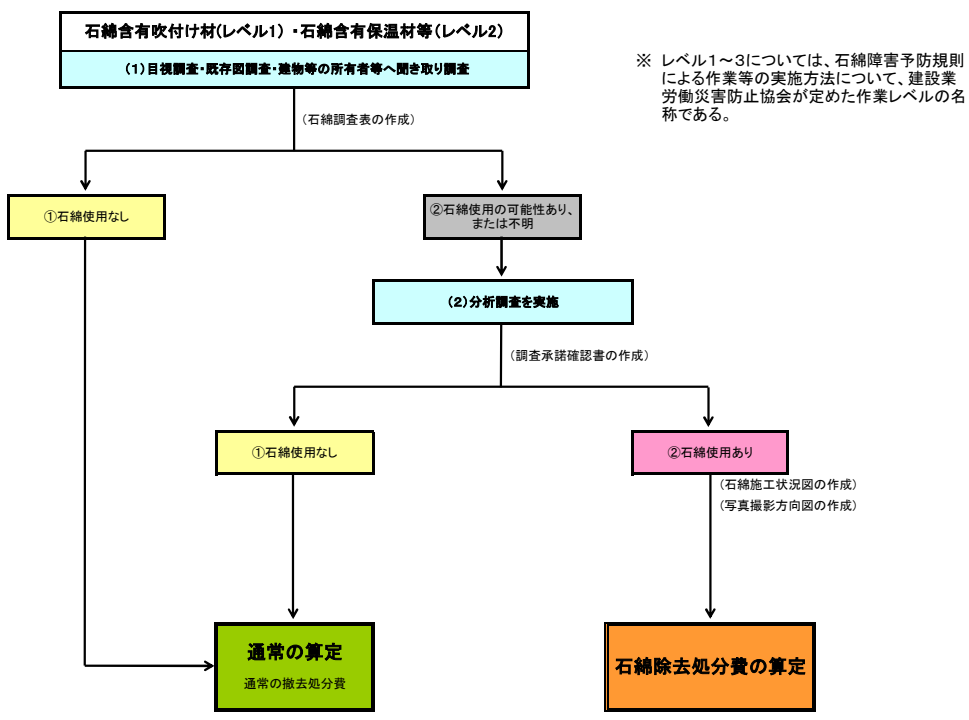 石綿含有吹付け材(レベル1)・石綿含有保温材等(レベル2)
(1)目視調査・既存図調査・建物等の所有者等へ聞き取り調査
※ レベル1~3については、石綿障害予防規則
による作業等の実施方法について、建設業
労働災害防止協会が定めた作業レベルの名
称である。
(石綿調査表の作成)
①石綿使用なし
②石綿使用の可能性あり、
または不明
(2)分析調査を実施
(調査承諾確認書の作成)
①石綿使用なし
②石綿使用あり
(石綿施工状況図の作成)
(写真撮影方向図の作成)
通常の算定
通常の撤去処分費
石綿除去処分費の算定